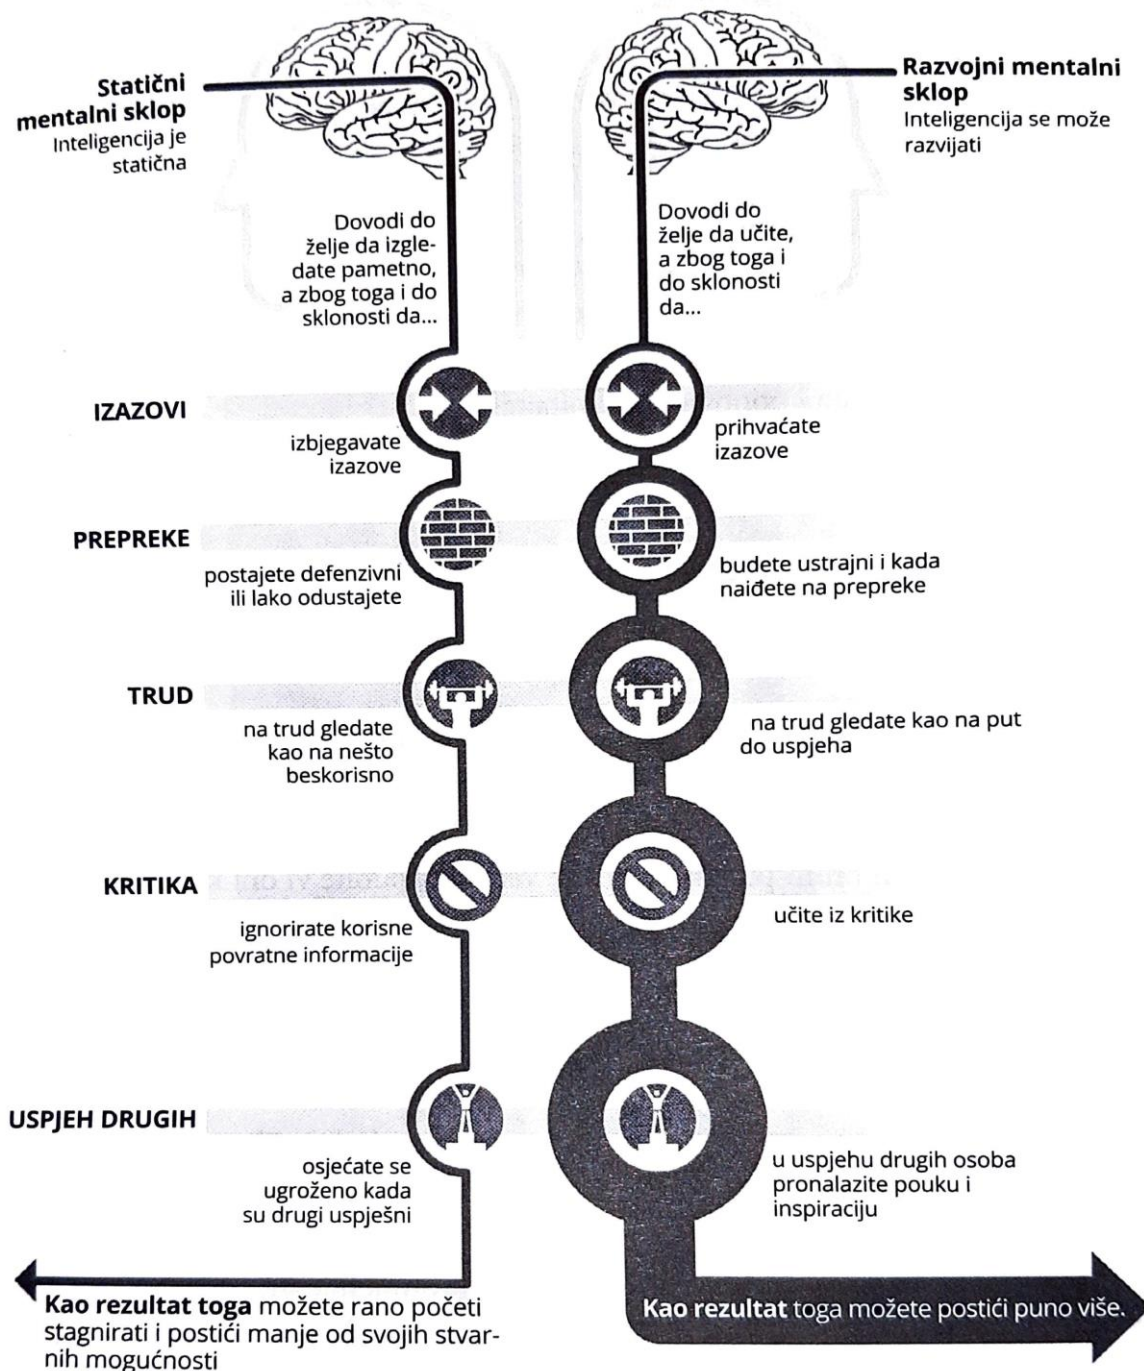 Statični
mentalni sklop
Inteligencija je
statična
Razvojni mentalni
sklop
Inteligencija se može
razvijati
Dovodi do
želje da izgle-
date pametno,
a zbog toga i do
sklonosti da...
Dovodi do
želje da učite,
a zbog toga i
do sklonosti
da...
IZAZOVI
izbjegavate
izazove
prihvaćate
izazove
PREPREKE
postajete defenzivni
ili lako odustajete
budete ustrajni i kada
naiđete na prepreke
TRUD
na trud gledate
kao na nešto
beskorisno
na trud gledate kao na put
do uspjeha
KRITIKA
ignorirate korisne
povratne informacije
učite iz kritike
USPJEH DRUGIH
osjećate se
ugroženo kada
su drugi uspješni
u uspjehu drugih osoba
pronalazite pouku i
inspiraciju
Kao rezultat toga možete rano početi
stagnirati i postići manje od svojih stvar-
nih mogućnosti
Kao rezultat toga možete postići puno više.